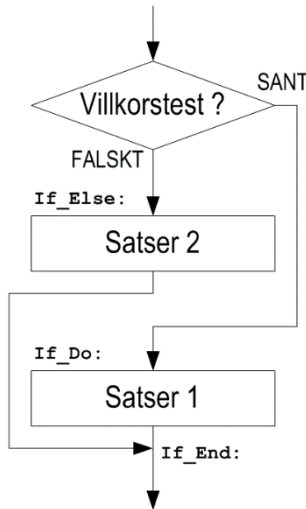 Villkorstest ?
SANT
FALSKT
If_Else:
Satser 2
If_Do:
Satser 1
If_End: